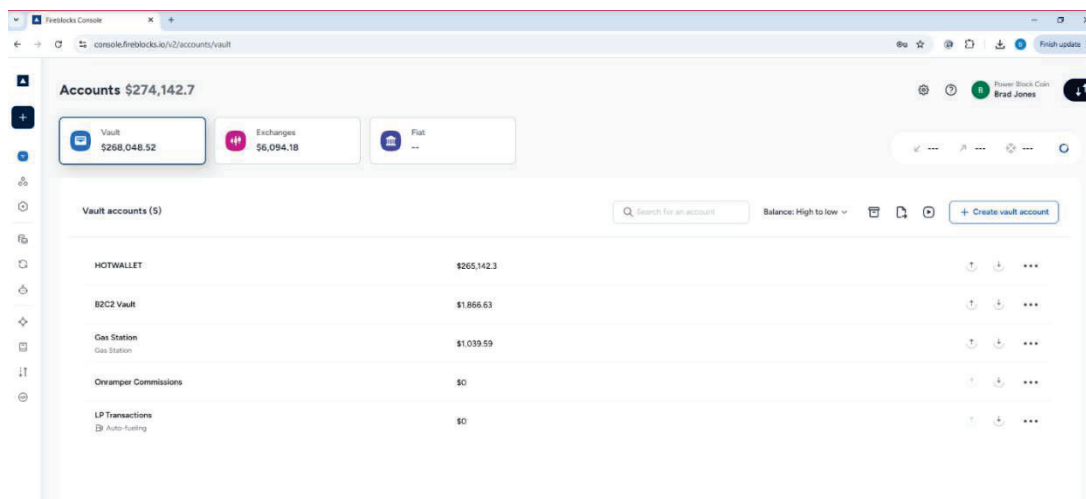 Fireblocks Console
console.fireblocks.io/v2/accounts/vault
Finish update
Accounts $274,142.7
Power Block Coin
B Brad Jones
Vault
$268,048.52
Exchanges
$6,094.18
Fiat
--
--- --- ---
Vault accounts (5)
Search for an account
Balance: High to low
+ Create vault account
HOTWALLET $265,142.3
B2C2 Vault $1,866.63
Gas Station $1,039.59
Gas Station
Onramper Commissions $0
LP Transactions $0
Auto-fueling